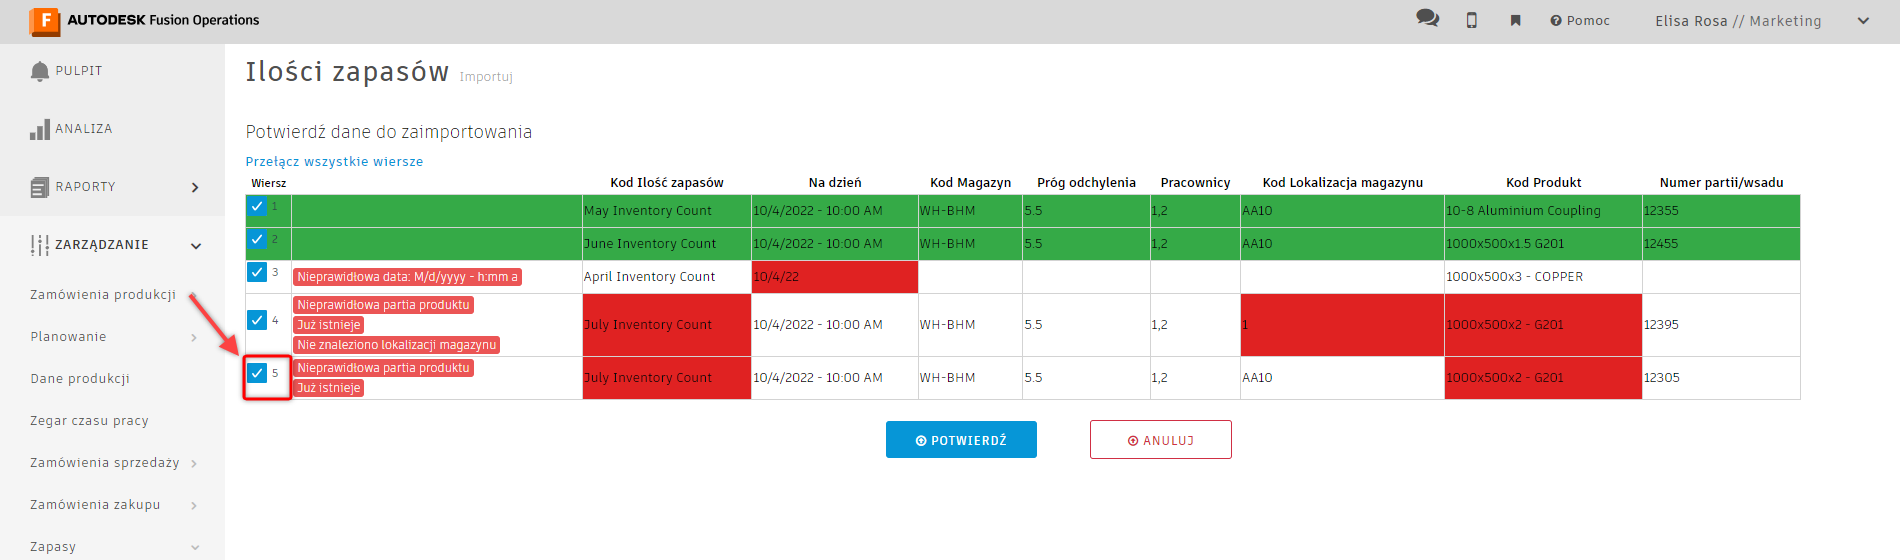 F AUTODESK Fusion Operations
Pomoc
Elisa Rosa // Marketing
PULPIT
ANALIZA
RAPORTY
ZARZĄDZANIE
Zamówienia produkcji
Planowanie
Dane produkcji
Zegar czasu pracy
Zamówienia sprzedaży
Zamówienia zakupu
Zapasy
Ilości zapasów Importuj
Potwierdź dane do zaimportowania
Przełącz wszystkie wiersze
Wiersz Kod Ilość zapasów Na dzień Kod Magazyn Próg odchylenia Pracownicy Kod Lokalizacja magazynu Kod Produkt Numer partii/wsadu
1 May Inventory Count 10/4/2022 - 10:00 AM WH-BHM 5.5 1,2 AA10 10-8 Aluminium Coupling 12355
2 June Inventory Count 10/4/2022 - 10:00 AM WH-BHM 5.5 1,2 AA10 1000x500x1.5 G201 12455
3 Nieprawidłowa data: M/d/yyyy - h:mm a April Inventory Count 10/4/22 1000x500x3 - COPPER
Nieprawidłowa partia produktu
4 Już istnieje July Inventory Count 10/4/2022 - 10:00 AM WH-BHM 5.5 1,2 1 1000x500x2 - G201 12395
Nie znaleziono lokalizacji magazynu
5 Nieprawidłowa partia produktu July Inventory Count 10/4/2022 - 10:00 AM WH-BHM 5.5 1,2 AA10 1000x500x2 - G201 12305
Już istnieje
POTWIERDŹ
ANULUJ